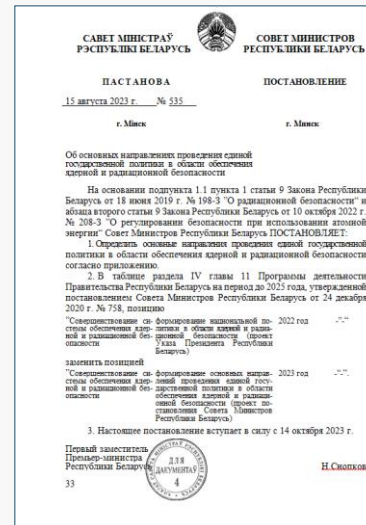 САВЕТ МІНІСТРАЎ
РЭСПУБЛІКІ БЕЛАРУСЬ
СОВЕТ МИНИСТРОВ
РЕСПУБЛИКИ БЕЛАРУСЬ
ПАСТАНОВА
ПОСТАНОВЛЕНИЕ
15 августа 2023 г. № 535
г. Мінск
г. Минск
Об основных направлениях проведения единой
государственной политики в области обеспечения
ядерной и радиационной безопасности
На основании подпункта 1.1 пункта 1 статьи 9 Закона Республики
Беларусь от 18 июня 2019 г. № 198-З "О радиационной безопасности" и
абзаца второго статьи 9 Закона Республики Беларусь от 10 октября 2022 г.
№ 208-З "О регулировании безопасности при использовании атомной
энергии" Совет Министров Республики Беларусь ПОСТАНОВЛЯЕТ:
1. Определить основные направления проведения единой государственной
политики в области обеспечения ядерной и радиационной безопасности
согласно приложению.
2. В таблице раздела IV главы 11 Программы деятельности
Правительства Республики Беларусь на период до 2025 года, утвержденной
постановлением Совета Министров Республики Беларусь от 24 декабря
2020 г. № 758, позицию
"Совершенствование си- формирование национальной по- 2022 год -"-"
стемы обеспечения ядер- литики в области ядерной и радиа-
ной и радиационной без- ционной безопасности (проект
опасности Указа Президента Республики
Беларусь)
заменить позицией
"Совершенствование си- формирование основных направ- 2023 год -"-".
стемы обеспечения ядер- лений проведения единой госу-
ной и радиационной без- дарственной политики в области
опасности обеспечения ядерной и радиаци-
онной безопасности (проект по-
становления Совета Министров
Республики Беларусь)
3. Настоящее постановление вступает в силу с 14 октября 2023 г.
Первый заместитель
Премьер-министра
Республики Беларусь
Н.Снопков
ДЛЯ
ДАКУМЕНТАЎ
4
33